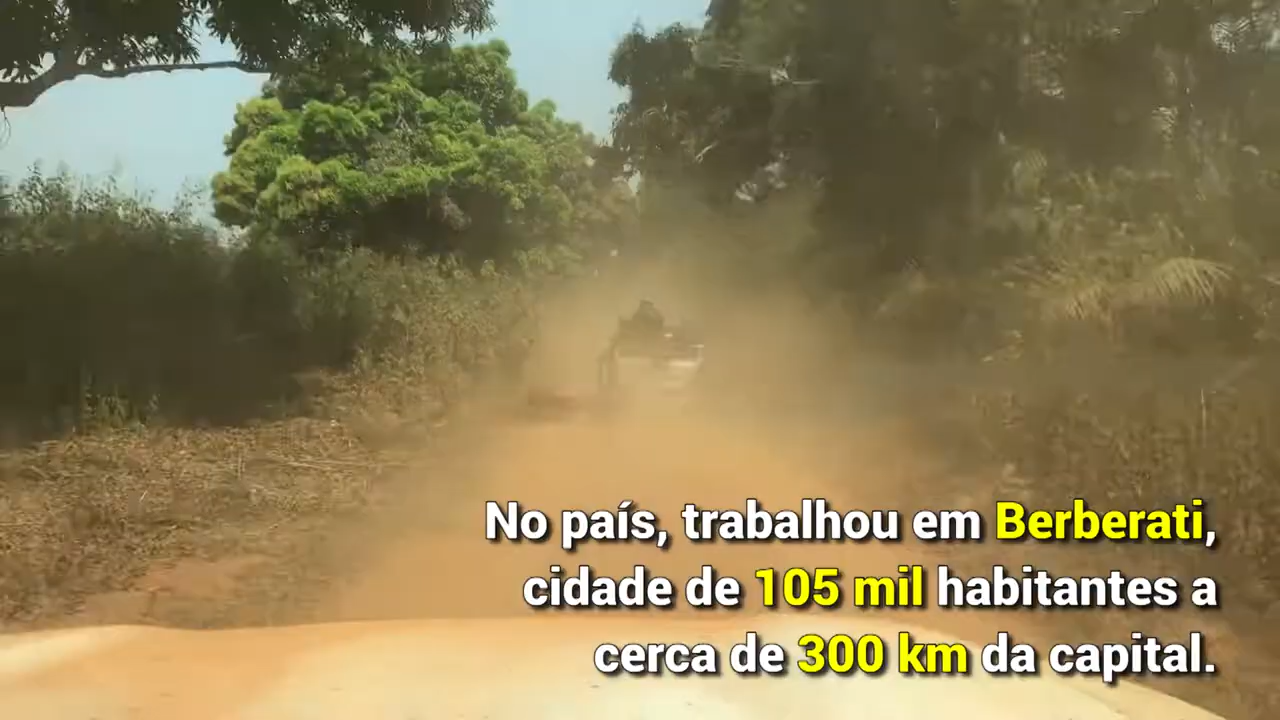 No país, trabalhou em Berberati,
cidade de 105 mil habitantes a
cerca de 300 km da capital.